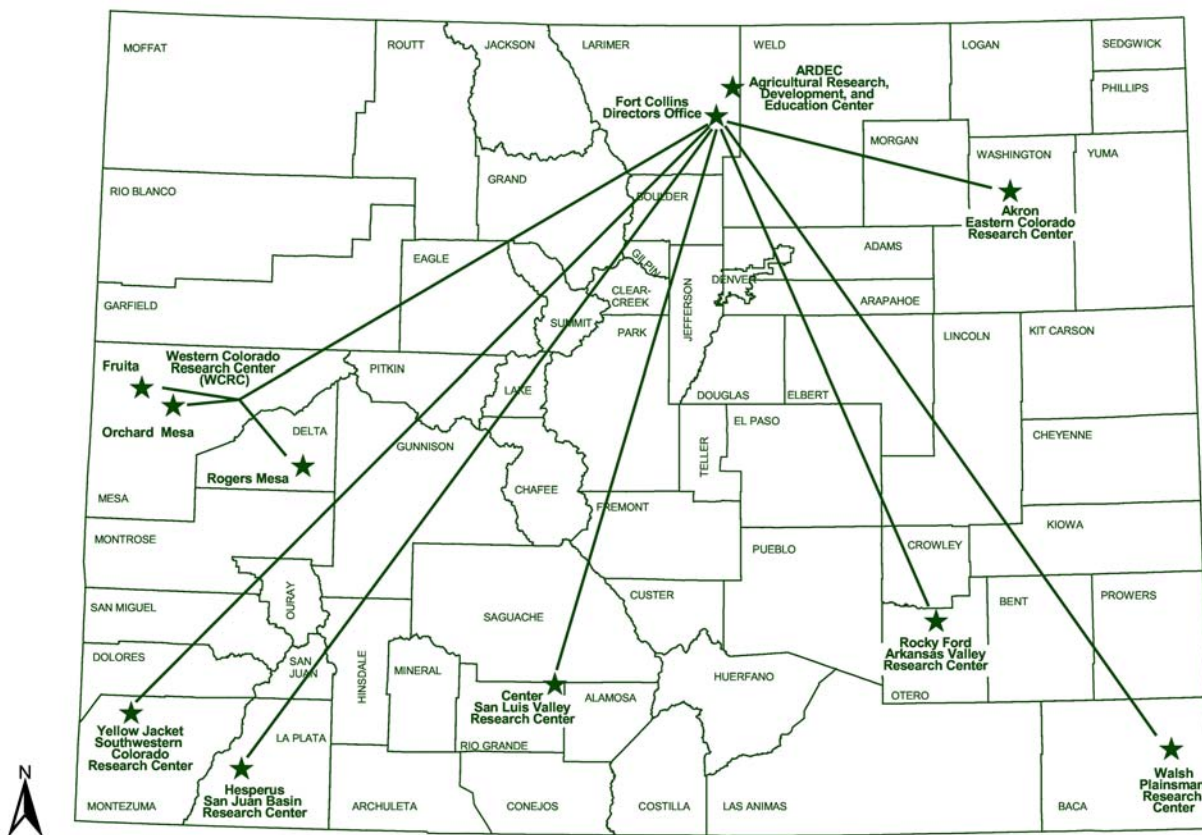 MOFFAT
ROUTT
JACKSON
LARIMER
WELD
LOGAN
SEDGWICK
PHILLIPS
ARDEC
Agricultural Research,
Development, and
Education Center
Fort Collins
Directors Office
MORGAN
WASHINGTON
YUMA
RIO BLANCO
GRAND
BOULDER
Akron
Eastern Colorado
Research Center
EAGLE
GILPIN
ADAMS
DENVER
CLEAR-
CREEK
JEFFERSON
ARAPAHOE
GARFIELD
SUMMIT
PARK
LINCOLN
KIT CARSON
Western Colorado
Research Center
(WCRC)
Fruita
PITKIN
LAKE
DOUGLAS
ELBERT
Orchard Mesa
DELTA
GUNNISON
TELLER
EL PASO
CHEYENNE
Rogers Mesa
MESA
CHAFEE
FREMONT
KIOWA
MONTROSE
PUEBLO
CROWLEY
OURAY
SAN MIGUEL
SAGUACHE
CUSTER
BENT
PROWERS
DOLORES
SAN
JUAN
HINSDALE
MINERAL
Rocky Ford
Arkansas Valley
Research Center
HUERFANO
OTERO
Center
San Luis Valley
Research Center
ALAMOSA
Yellow Jacket
Southwestern
Colorado
Research Center
LA PLATA
RIO GRANDE
N
Hesperus
San Juan Basin
Research Center
Walsh
Plainsman
Research
Center
MONTEZUMA
ARCHULETA
CONEJOS
COSTILLA
LAS ANIMAS
BACA